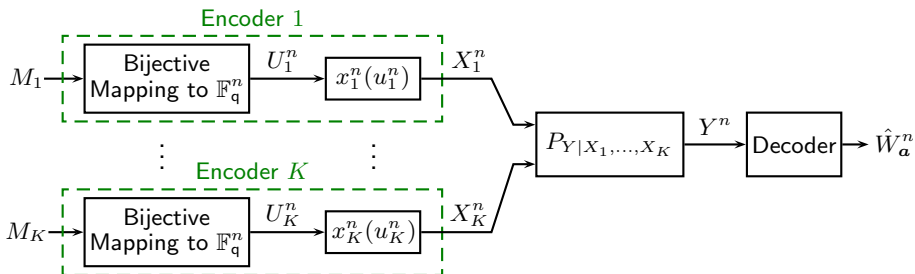 Encoder 1
M_1
Bijective
Mapping to 𝔽_q^n
U_1^n
x_1^n(u_1^n)
X_1^n
⋮ ⋮
P_{Y|X_1,...,X_K}
Y^n
Decoder
Ŵ_a^n
Encoder K
M_K
Bijective
Mapping to 𝔽_q^n
U_K^n
x_K^n(u_K^n)
X_K^n